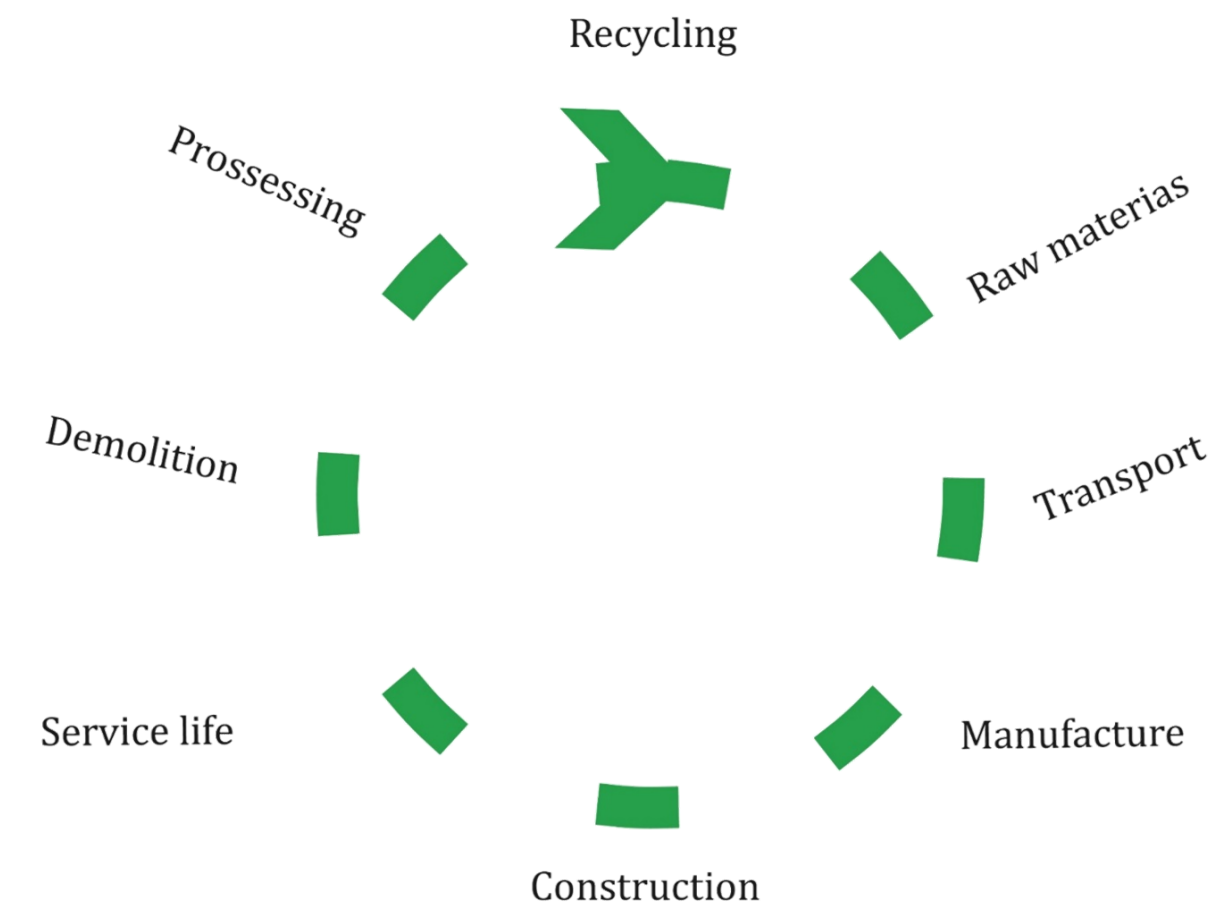 Recycling
Raw materias
Transport
Manufacture
Construction
Service life
Demolition
Prossessing